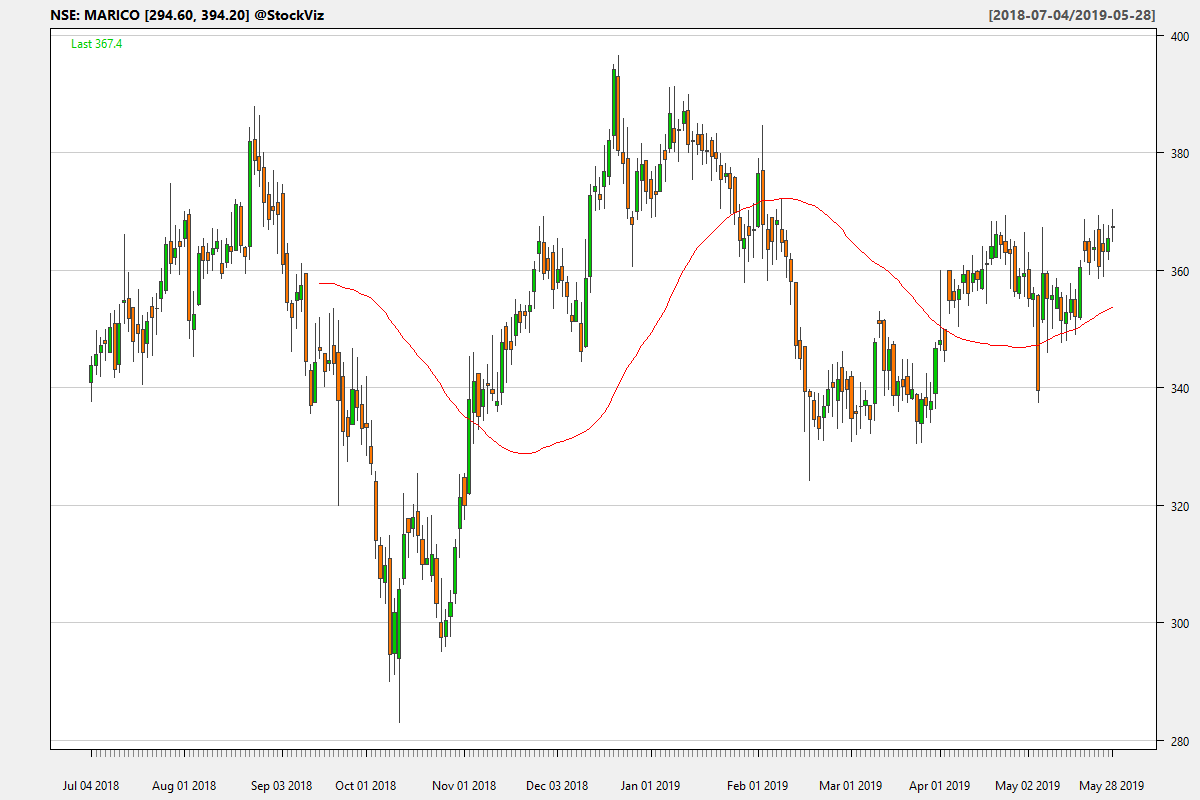 NSE: MARICO [294.60, 394.20] @StockViz
[2018-07-04/2019-05-28]
Last 367.4
400
380
360
340
320
300
280
Jul 04 2018
Aug 01 2018
Sep 03 2018
Oct 01 2018
Nov 01 2018
Dec 03 2018
Jan 01 2019
Feb 01 2019
Mar 01 2019
Apr 01 2019
May 02 2019
May 28 2019